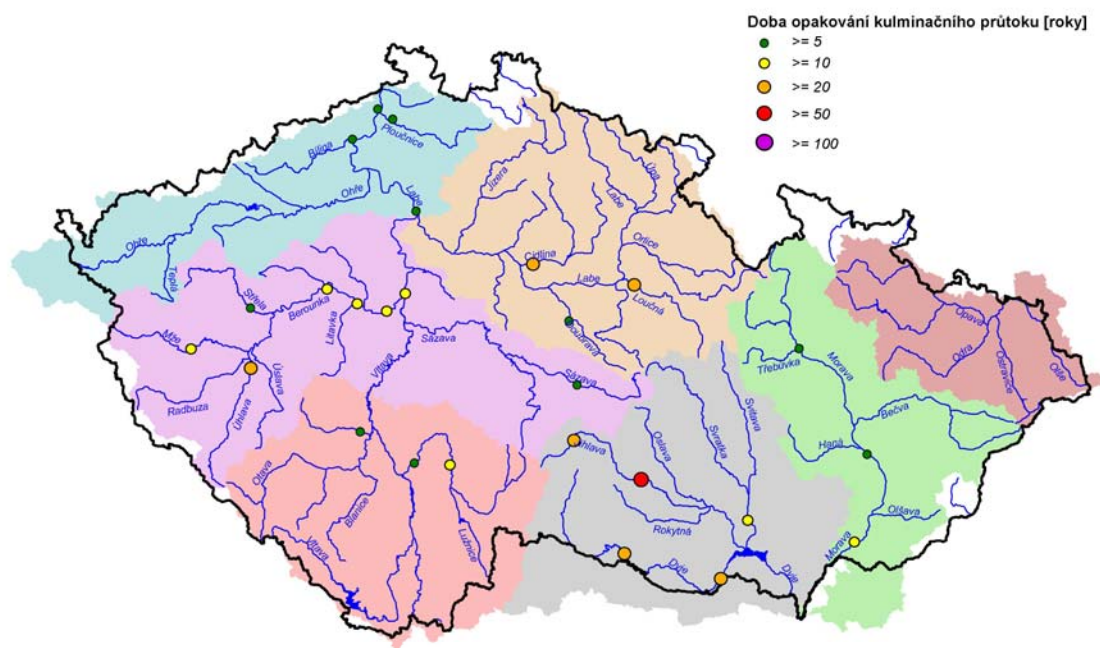 Doba opakování kulminačního průtoku [roky]
>= 5
>= 10
>= 20
>= 50
>= 100
Ploučnice
Bílina
Ohře
Labe
Jizera
Labe
Úpa
Ohře
Teplá
Cidlina
Orlice
Labe
Loučná
Střela
Berounka
Litavka
Sázava
Doubrava
Mže
Úslava
Vltava
Sázava
Třebůvka
Morava
Opava
Odra
Ostravice
Olše
Radbuza
Úhlava
Svitava
Bečva
Otava
Jihlava
Oslava
Svratka
Haná
Blanice
Lužnice
Rokytná
Olšava
Vltava
Dyje
Dyje
Morava